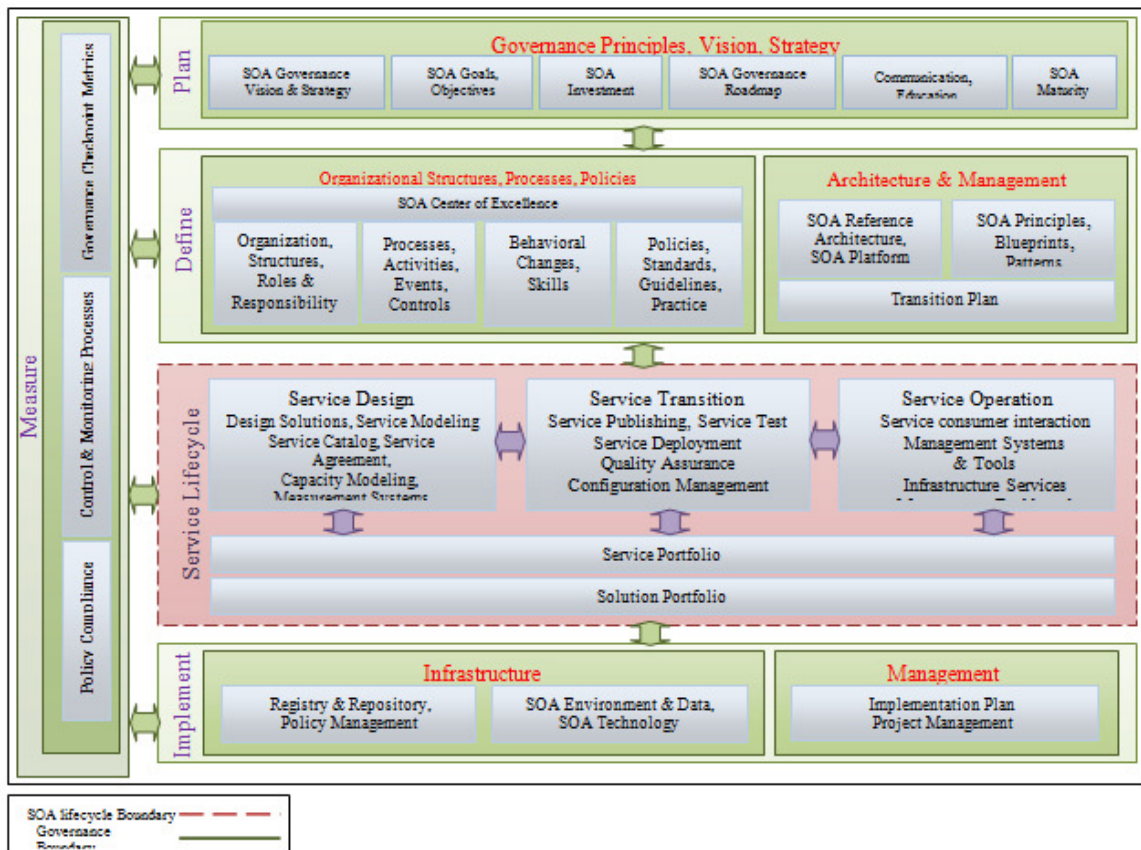 Measure
Governance Checkpoint Metrics
Control & Monitoring Processes
Policy Compliance
Plan
Governance Principles, Vision, Strategy
SOA Governance
Vision & Strategy
SOA Goals,
Objectives
SOA
Investment
SOA Governance
Roadmap
Communication,
Education
SOA
Maturity
Define
Organizational Structures, Processes, Policies
SOA Center of Excellence
Organization,
Structures,
Roles &
Responsibility
Processes,
Activities,
Events,
Controls
Behavioral
Changes,
Skills
Policies,
Standards,
Guidelines,
Practice
Architecture & Management
SOA Reference
Architecture,
SOA Platform
SOA Principles,
Blueprints,
Patterns
Transition Plan
Service Lifecycle
Service Design
Design Solutions, Service Modeling
Service Catalog, Service
Agreement,
Capacity Modeling,
Measurement Systems
Service Transition
Service Publishing, Service Test
Service Deployment
Quality Assurance
Configuration Management
Service Operation
Service consumer interaction
Management Systems
& Tools
Infrastructure Services
Service Portfolio
Solution Portfolio
Implement
Infrastructure
Registry & Repository,
Policy Management
SOA Environment & Data,
SOA Technology
Management
Implementation Plan
Project Management
SOA lifecycle Boundary
Governance
Boundary